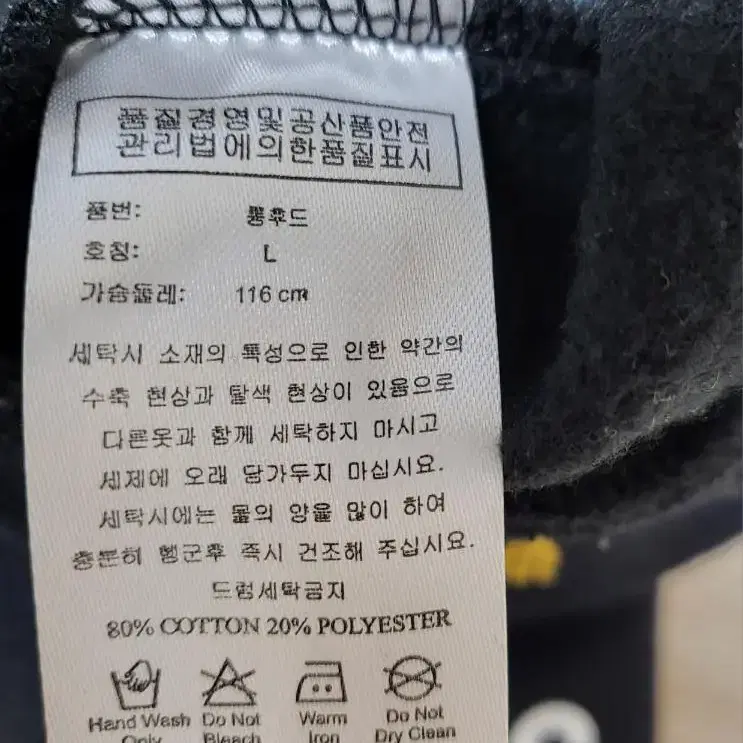 품질경영및공산품안전
관리법에의한품질표시
품번: 뽕후드
호칭: L
가슴둘레: 116 cm
세탁시 소재의 특성으로 인한 약간의
수축 현상과 탈색 현상이 있음으로
다른옷과 함께 세탁하지 마시고
세제에 오래 담가두지 마십시요.
세탁시에는 물의 양을 많이 하여
충분히 헹군후 즉시 건조해 주십시요.
드럼세탁금지
80% COTTON 20% POLYESTER
Hand Wash Only
Do Not Bleach
Warm Iron
Do Not Dry Clean